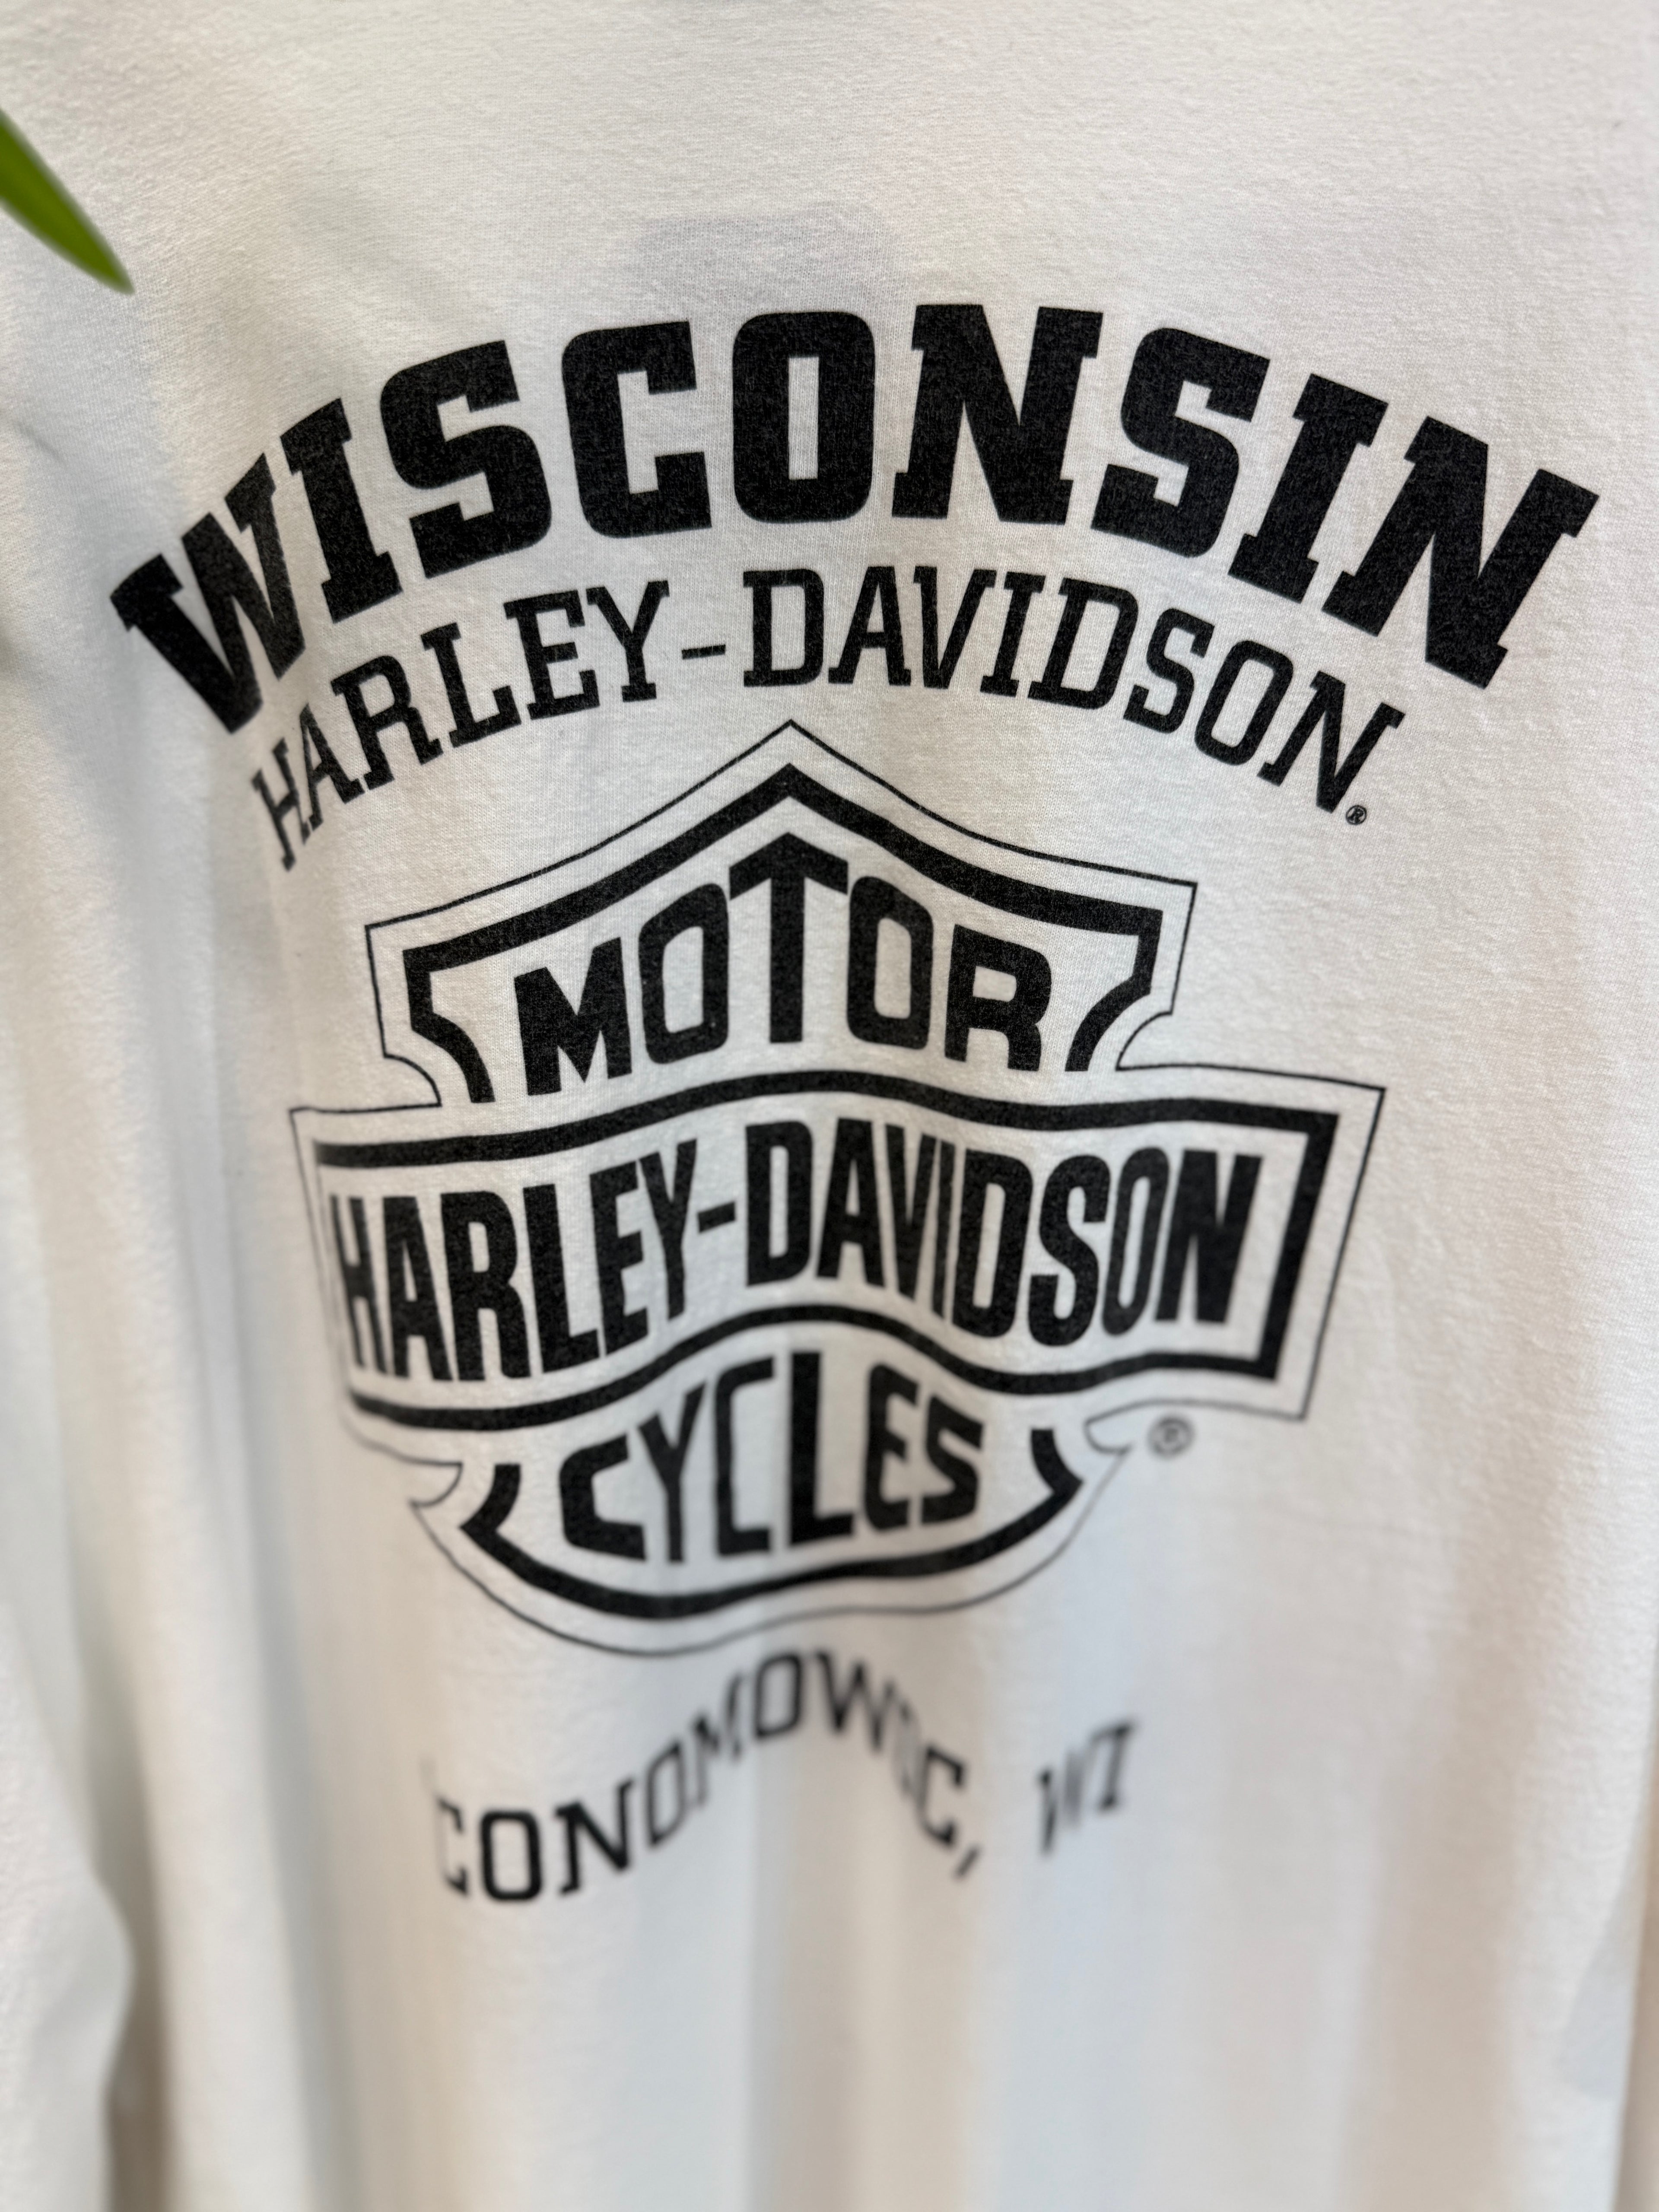 WISCONSIN
HARLEY-DAVIDSON®
MOTOR
HARLEY-DAVIDSON
CYCLES
®
CONOMOWOC, WI